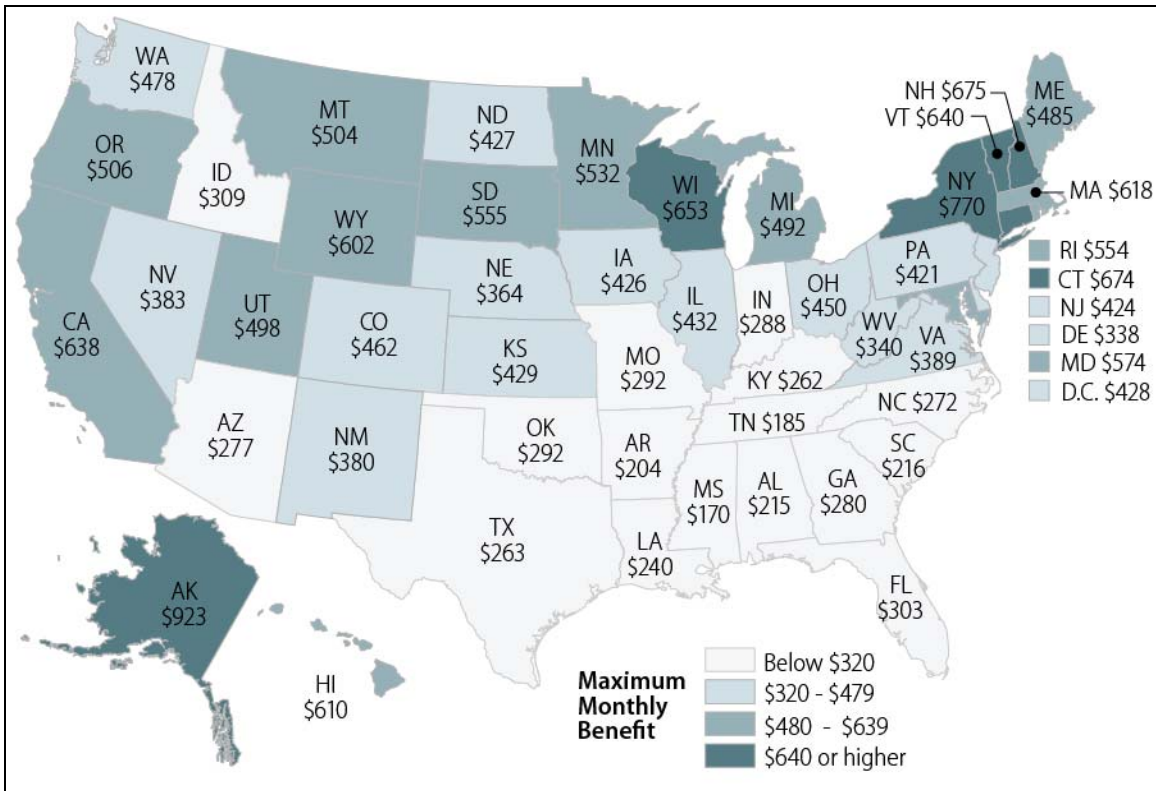 WA
$478
OR
$506
ID
$309
MT
$504
ND
$427
MN
$532
WI
$653
MI
$492
NH $675
VT $640
ME
$485
NY
$770
MA $618
SD
$555
WY
$602
NV
$383
UT
$498
CA
$638
CO
$462
NE
$364
IA
$426
KS
$429
IL
$432
IN
$288
OH
$450
PA
$421
WV
$340
VA
$389
RI $554
CT $674
NJ $424
DE $338
MD $574
D.C. $428
MO
$292
KY $262
TN $185
NC $272
SC
$216
AZ
$277
NM
$380
OK
$292
AR
$204
MS
$170
AL
$215
GA
$280
TX
$263
LA
$240
FL
$303
AK
$923
HI
$610
Maximum
Monthly
Benefit
Below $320
$320 - $479
$480 - $639
$640 or higher